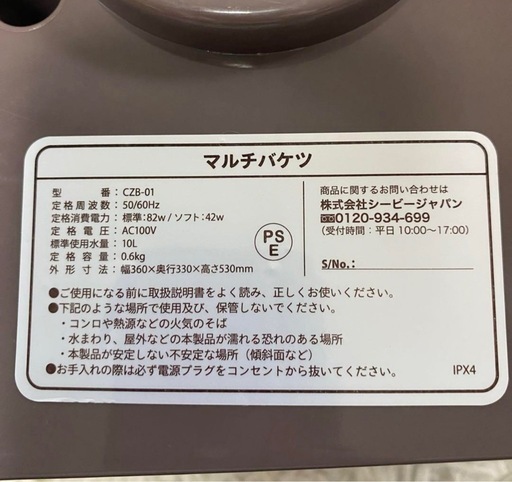 マルチバケツ
型番 : CZB-01
定格周波数 : 50/60Hz
定格消費電力 : 標準:82w / ソフト:42w
定格電圧 : AC100V
標準使用水量 : 10L
定格容量 : 0.6kg
外形寸法 : 幅360×奥行330×高さ530mm
PS
E
商品に関するお問い合わせは
株式会社シービージャパン
0120-934-699
(受付時間:平日 10:00~17:00)
S/No.:
●ご使用になる前に取扱説明書をよく読み、正しくお使いください。
●下記のような場所で使用及び、保管しないでください。
・コンロや熱源などの火気のそば
・水まわり、屋外などの本製品が濡れる恐れのある場所
・本製品が安定しない不安定な場所(傾斜面など)
●お手入れの際は必ず電源プラグをコンセントから抜いてください。
IPX4